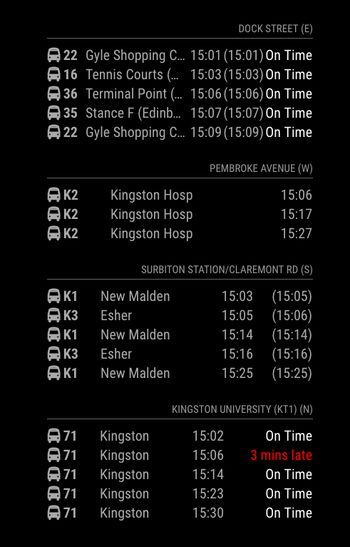 DOCK STREET (E)
22 Gyle Shopping C... 15:01 (15:01) On Time
16 Tennis Courts (... 15:03 (15:03) On Time
36 Terminal Point (... 15:06 (15:06) On Time
35 Stance F (Edinb... 15:07 (15:07) On Time
22 Gyle Shopping C... 15:09 (15:09) On Time
PEMBROKE AVENUE (W)
K2 Kingston Hosp 15:06
K2 Kingston Hosp 15:17
K2 Kingston Hosp 15:27
SURBITON STATION/CLAREMONT RD (S)
K1 New Malden 15:03 (15:05)
K3 Esher 15:05 (15:06)
K1 New Malden 15:14 (15:14)
K3 Esher 15:16 (15:16)
K1 New Malden 15:25 (15:25)
KINGSTON UNIVERSITY (KT1) (N)
71 Kingston 15:02 On Time
71 Kingston 15:06 3 mins late
71 Kingston 15:14 On Time
71 Kingston 15:23 On Time
71 Kingston 15:30 On Time